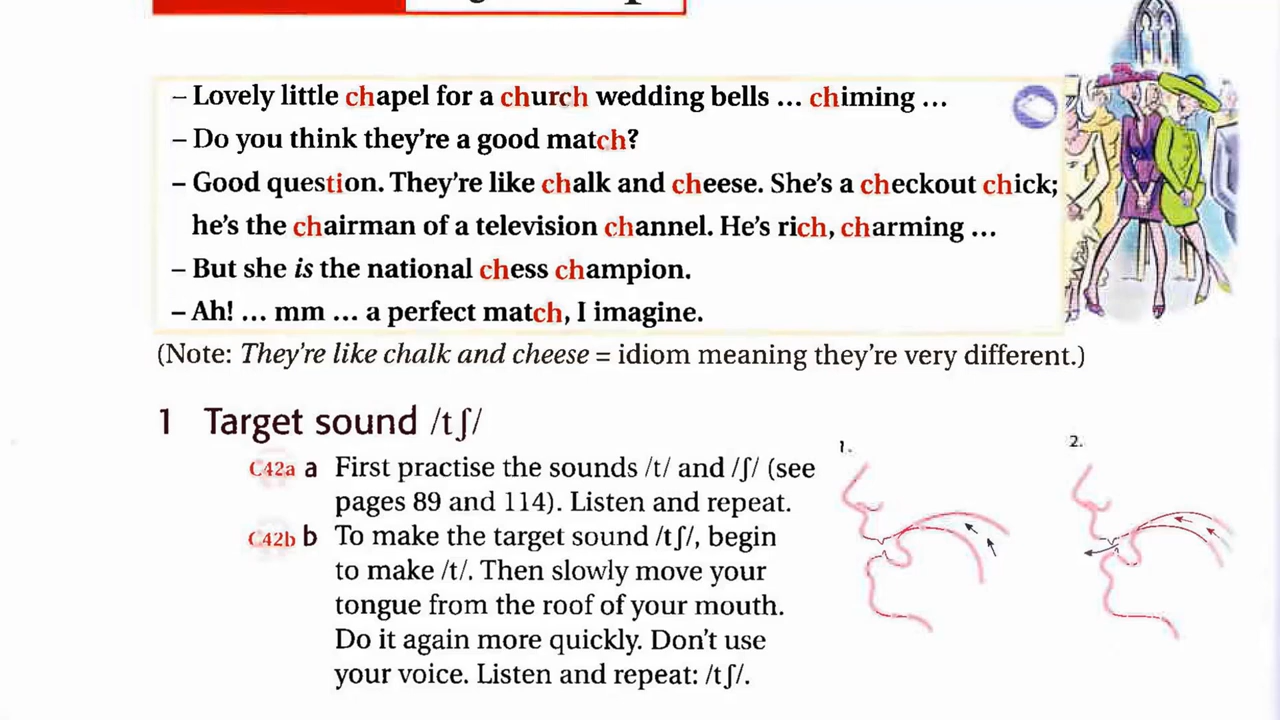 – Lovely little chapel for a church wedding bells ... chiming ...
– Do you think they're a good match?
– Good question. They're like chalk and cheese. She's a checkout chick;
he's the chairman of a television channel. He's rich, charming ...
– But she is the national chess champion.
– Ah! ... mm ... a perfect match, I imagine.
(Note: They're like chalk and cheese = idiom meaning they're very different.)
1 Target sound /tʃ/
C42a a First practise the sounds /t/ and /ʃ/ (see
pages 89 and 114). Listen and repeat.
C42b b To make the target sound /tʃ/, begin
to make /t/. Then slowly move your
tongue from the roof of your mouth.
Do it again more quickly. Don't use
your voice. Listen and repeat: /tʃ/.
1.
2.